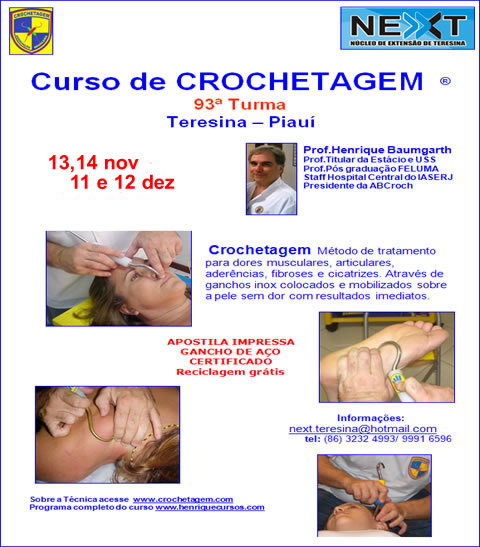 CROCHETAGEM
NEXT
NÚCLEO DE EXTENSÃO DE TERESINA
Curso de CROCHETAGEM ®
93ª Turma
Teresina – Piauí
13,14 nov
11 e 12 dez
Prof.Henrique Baumgarth
Prof.Titular da Estácio e USS
Prof.Pós graduação FELUMA
Staff Hospital Central do IASERJ
Presidente da ABCroch
Crochetagem Método de tratamento
para dores musculares, articulares,
aderências, fibroses e cicatrizes. Através de
ganchos inox colocados e mobilizados sobre
a pele sem dor com resultados imediatos.
APOSTILA IMPRESSA
GANCHO DE AÇO
CERTIFICADO
Reciclagem grátis
Informações:
next.teresina@hotmail.com
tel: (86) 3232 4993/ 9991 6596
Sobre a Técnica acesse www.crochetagem.com
Programa completo do curso www.henriquecursos.com